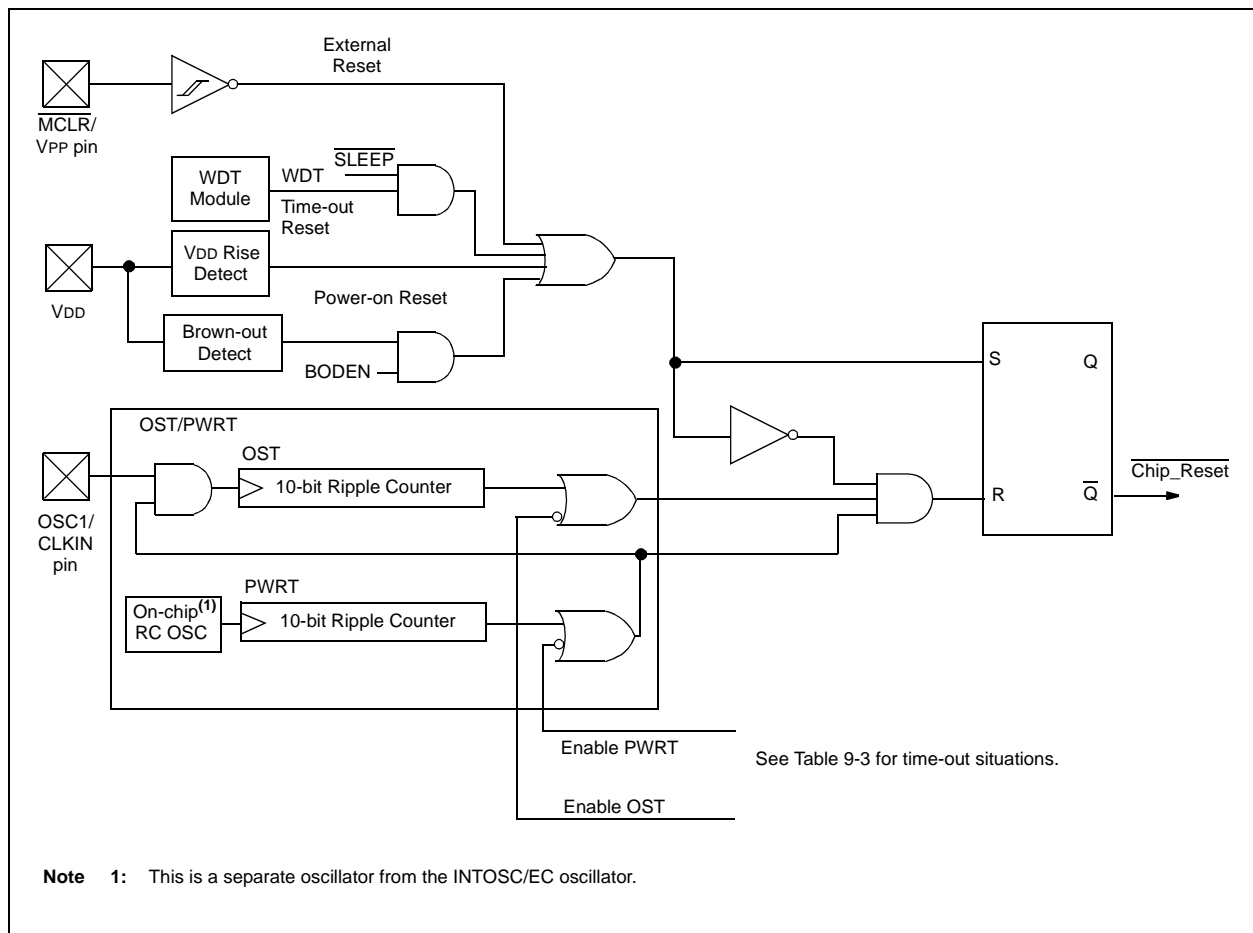 External
Reset
M̅C̅L̅R̅/
VPP pin
S̅L̅E̅E̅P̅
WDT
Module
WDT
Time-out
Reset
VDD Rise
Detect
VDD
Power-on Reset
Brown-out
Detect
BODEN
S
Q
OST/PWRT
OST
10-bit Ripple Counter
C̅h̅i̅p̅_̅R̅e̅s̅e̅t̅
R
Q̅
OSC1/
CLKIN
pin
PWRT
On-chip(1)
RC OSC
10-bit Ripple Counter
Enable PWRT
See Table 9-3 for time-out situations.
Enable OST
Note 1: This is a separate oscillator from the INTOSC/EC oscillator.